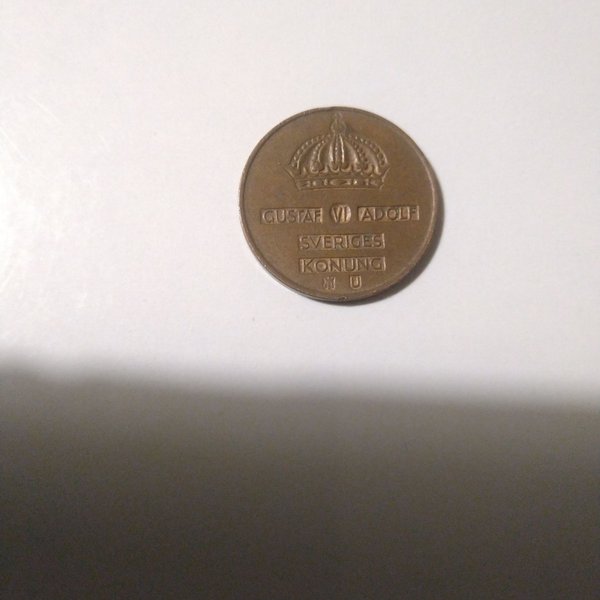 GUSTAF VI ADOLF
SVERIGES
KONUNG
U